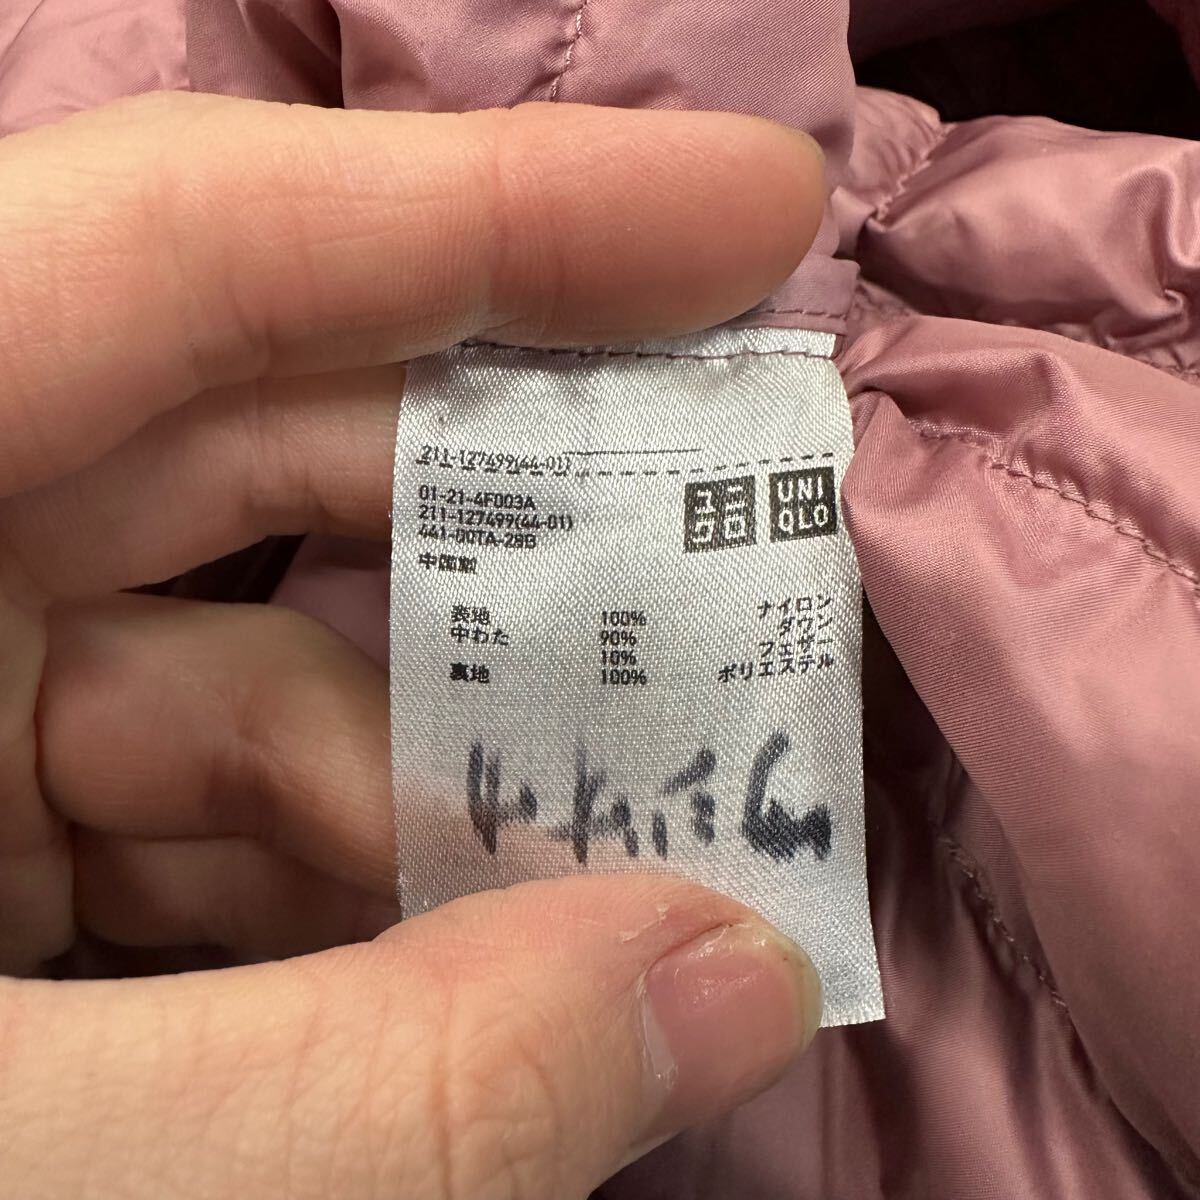 211-127499(44-01)
01-21-4F003A
211-127499(44-01)
441-00TA-28B
中国製
ユニクロ
UNIQLO
表地 100% ナイロン
中わた 90% ダウン
10% フェザー
裏地 100% ポリエステル